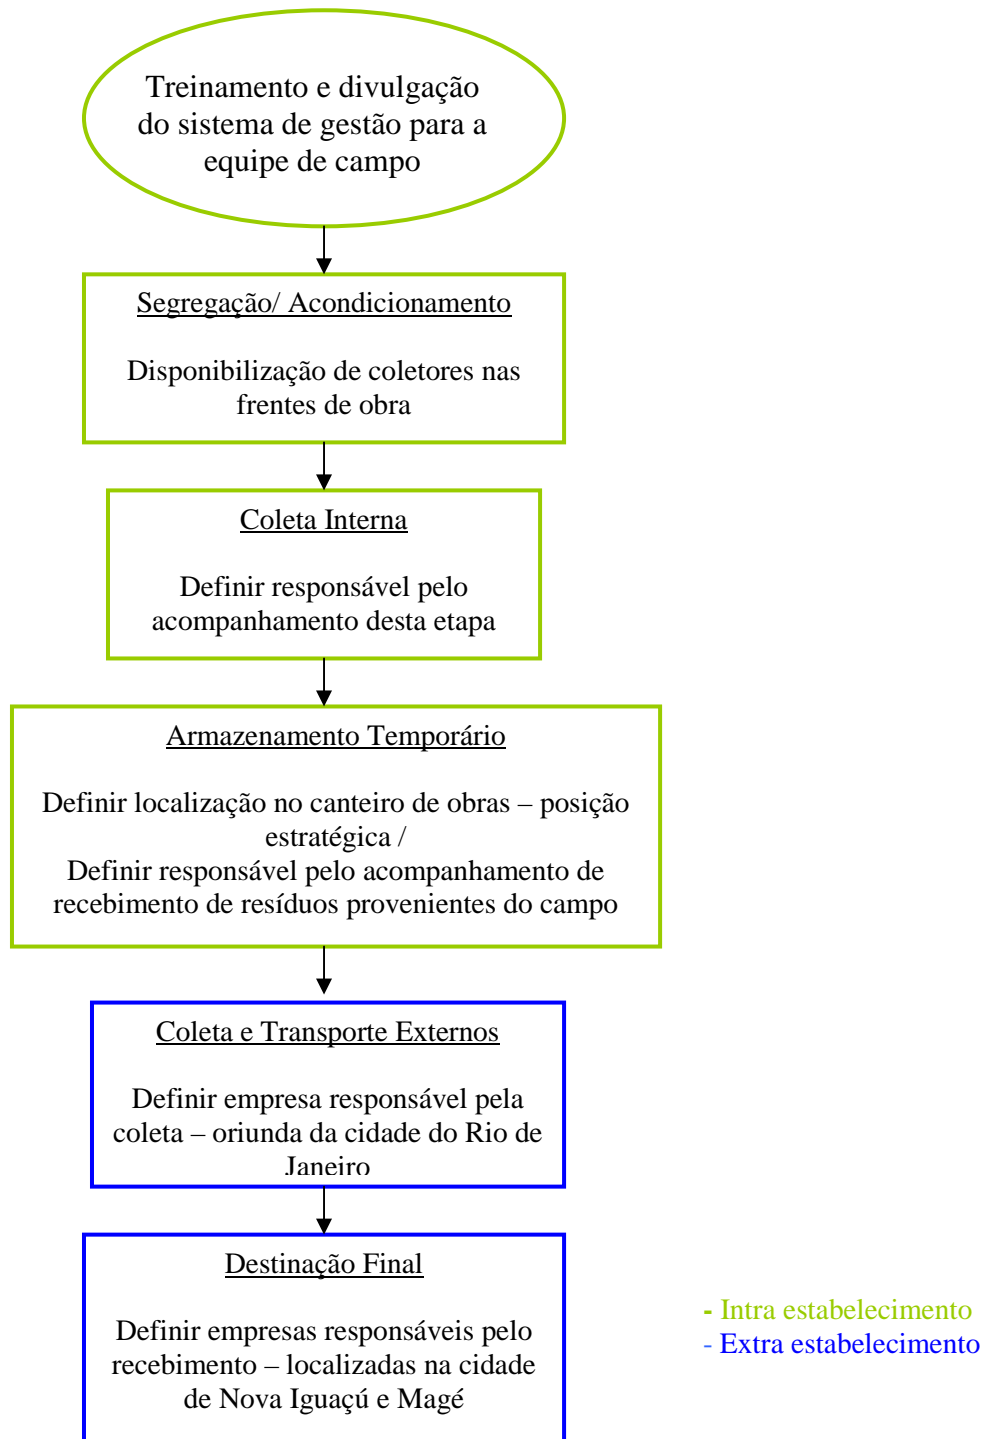 Treinamento e divulgação
do sistema de gestão para a
equipe de campo
Segregação/ Acondicionamento
Disponibilização de coletores nas
frentes de obra
Coleta Interna
Definir responsável pelo
acompanhamento desta etapa
Armazenamento Temporário
Definir localização no canteiro de obras – posição
estratégica /
Definir responsável pelo acompanhamento de
recebimento de resíduos provenientes do campo
Coleta e Transporte Externos
Definir empresa responsável pela
coleta – oriunda da cidade do Rio de
Janeiro
Destinação Final
Definir empresas responsáveis pelo
recebimento – localizadas na cidade
de Nova Iguaçú e Magé
- Intra estabelecimento
- Extra estabelecimento